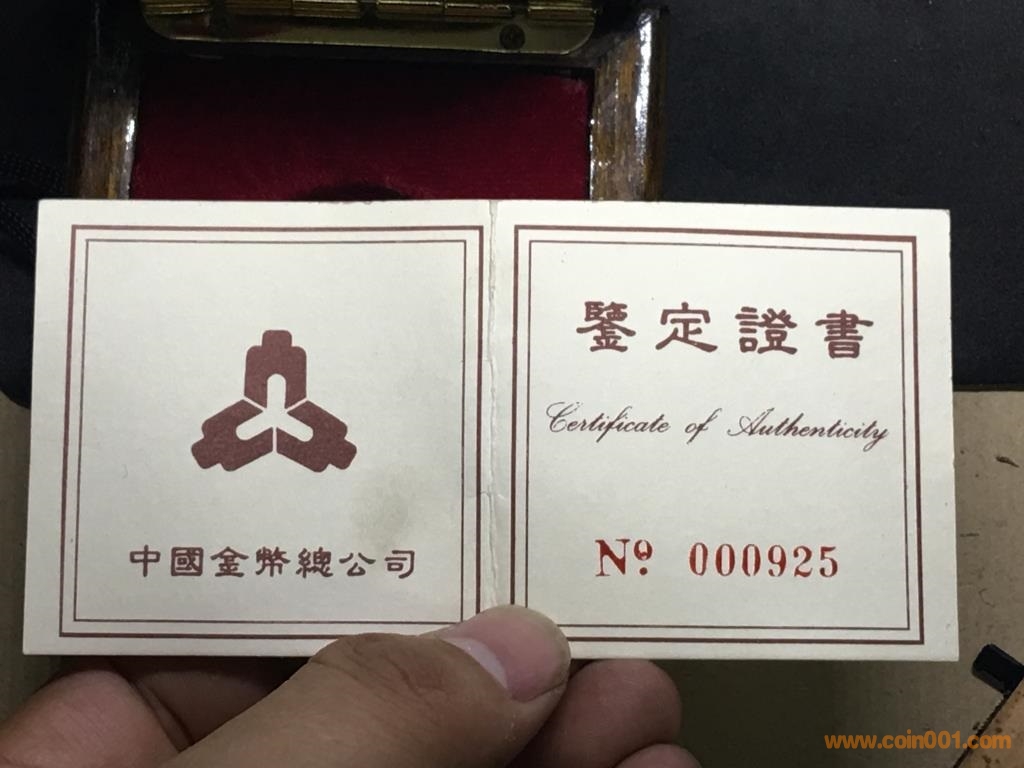 中國金幣總公司
鑒定證書
Certificate of Authenticity
Nº 000925
www.coin001.com